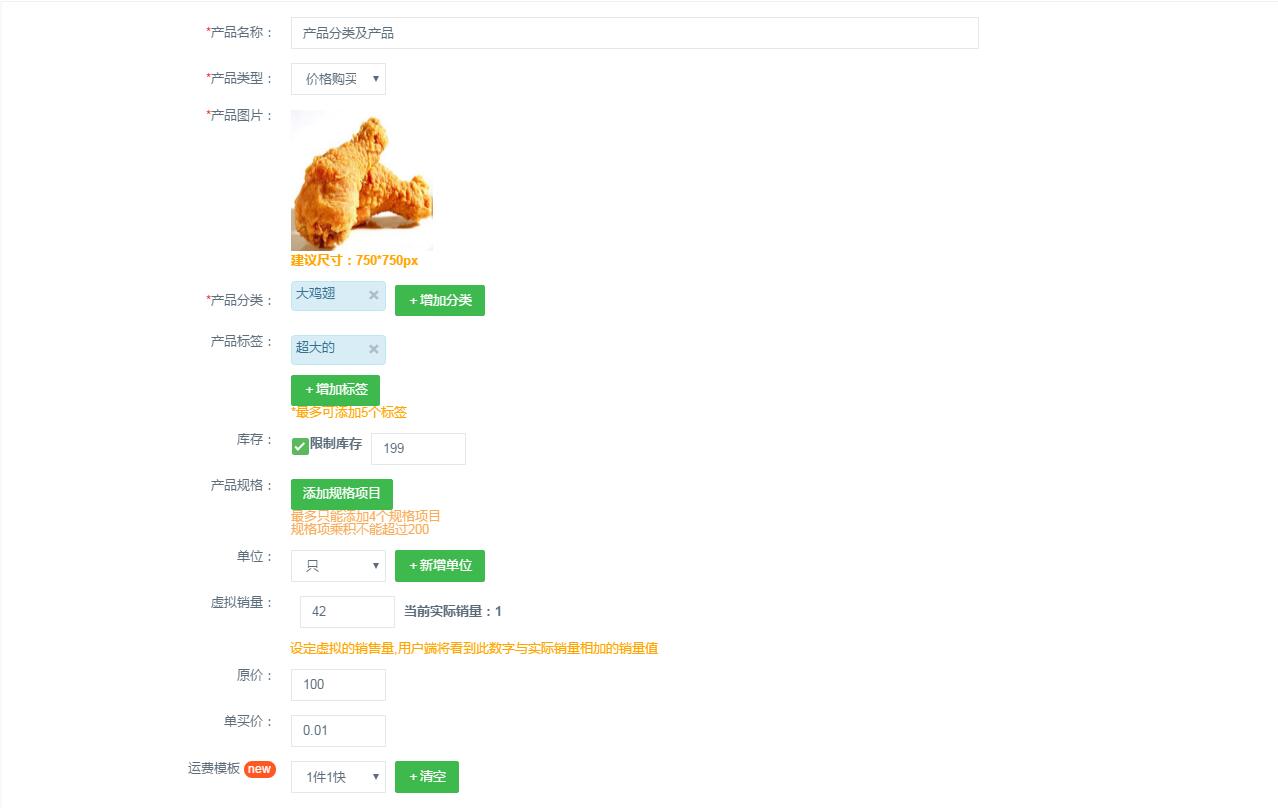 *产品名称： 产品分类及产品
*产品类型： 价格购买
*产品图片：
建议尺寸：750*750px
*产品分类： 大鸡翅 × +增加分类
产品标签： 超大的 ×
+增加标签
*最多可添加5个标签
库存： 限制库存 199
产品规格： 添加规格项目
最多只能添加4个规格项目
规格项乘积不能超过200
单位： 只 +新增单位
虚拟销量： 42 当前实际销量：1
设定虚拟的销售量,用户端将看到此数字与实际销量相加的销量值
原价： 100
单买价： 0.01
运费模板 new 1件1快 +清空